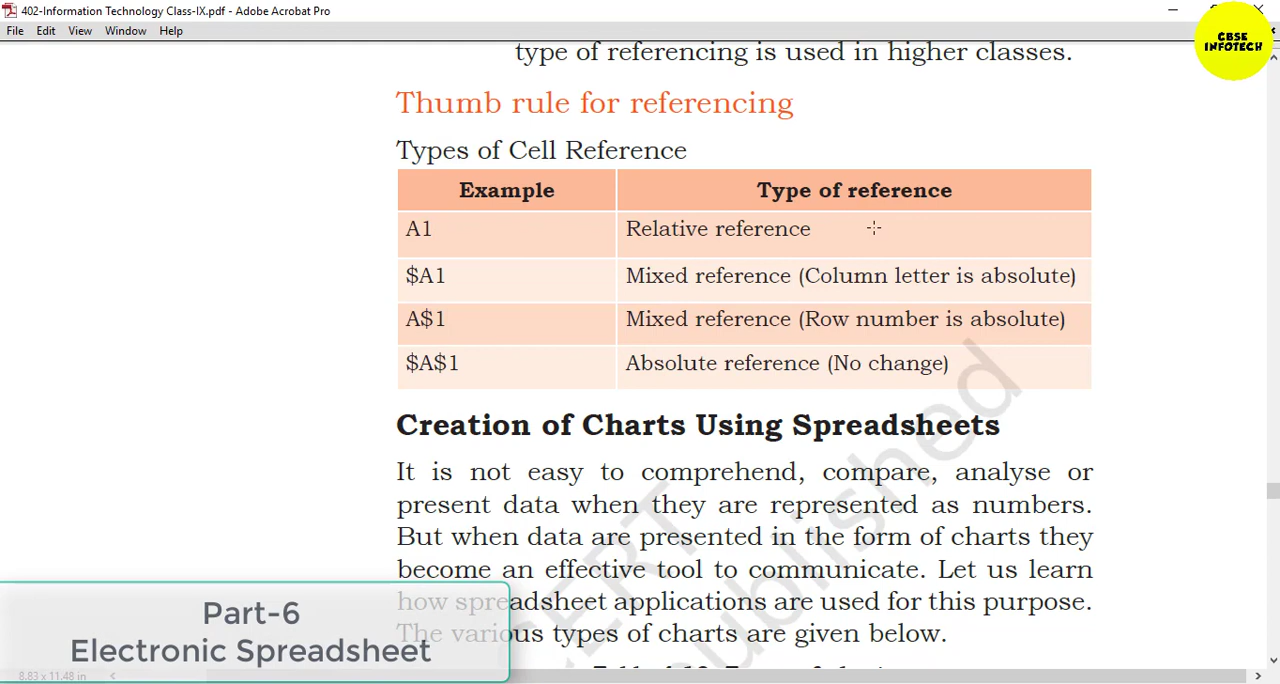 402-Information Technology Class-IX.pdf - Adobe Acrobat Pro
File Edit View Window Help
CBSE
INFOTECH
type of referencing is used in higher classes.
Thumb rule for referencing
Types of Cell Reference
Example Type of reference
A1 Relative reference
$A1 Mixed reference (Column letter is absolute)
A$1 Mixed reference (Row number is absolute)
$A$1 Absolute reference (No change)
Creation of Charts Using Spreadsheets
It is not easy to comprehend, compare, analyse or
present data when they are represented as numbers.
But when data are presented in the form of charts they
become an effective tool to communicate. Let us learn
how spreadsheet applications are used for this purpose.
The various types of charts are given below.
Part-6
Electronic Spreadsheet
8.83 x 11.48 in